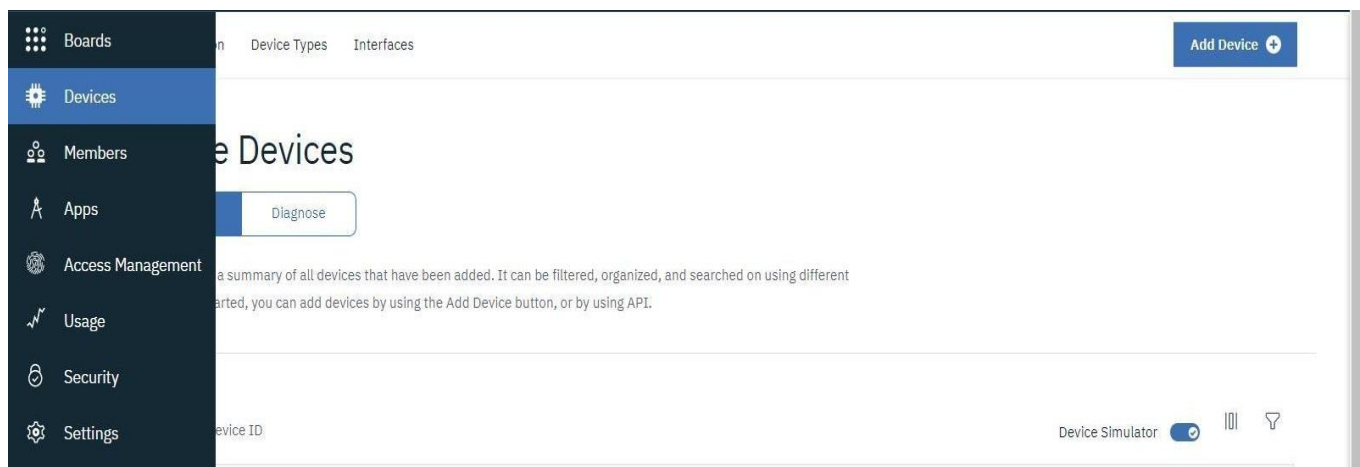 Boards
Device Types Interfaces
Add Device
Devices
Members
Devices
Apps
Diagnose
Access Management
a summary of all devices that have been added. It can be filtered, organized, and searched on using different
you can add devices by using the Add Device button, or by using API.
Usage
Security
Settings
ID
Device Simulator